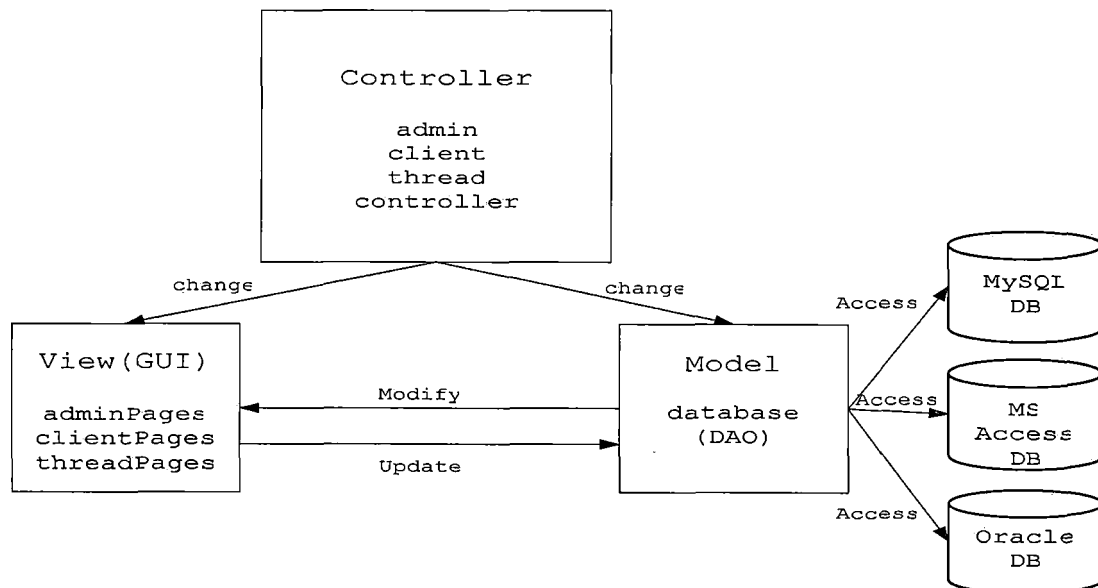 Controller
admin
client
thread
controller
change
change
View(GUI)
adminPages
clientPages
threadPages
Modify
Update
Model
database
(DAO)
Access
Access
Access
MySQL
DB
MS
Access
DB
Oracle
DB